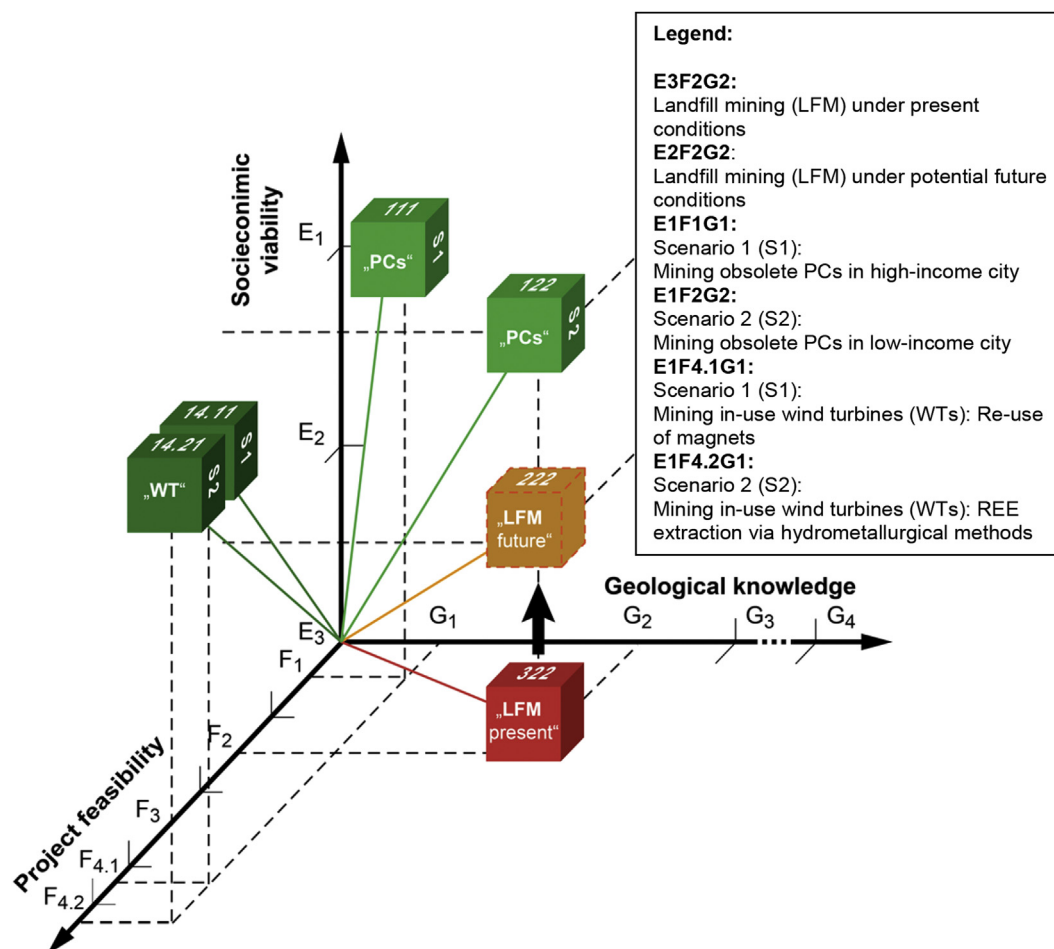 Legend:
E3F2G2:
Landfill mining (LFM) under present
conditions
E2F2G2:
Landfill mining (LFM) under potential future
conditions
E1F1G1:
Scenario 1 (S1):
Mining obsolete PCs in high-income city
E1F2G2:
Scenario 2 (S2):
Mining obsolete PCs in low-income city
E1F4.1G1:
Scenario 1 (S1):
Mining in-use wind turbines (WTs): Re-use
of magnets
E1F4.2G1:
Scenario 2 (S2):
Mining in-use wind turbines (WTs): REE
extraction via hydrometallurgical methods
Socieconimic
viability
E1
E2
E3
111
„PCs“
S1
122
„PCs“
S2
14.11
S1
14.21
„WT“
S2
222
„LFM
future“
322
„LFM
present“
Geological knowledge
G1
G2
G3
G4
F1
F2
F3
F4.1
F4.2
Project feasibility